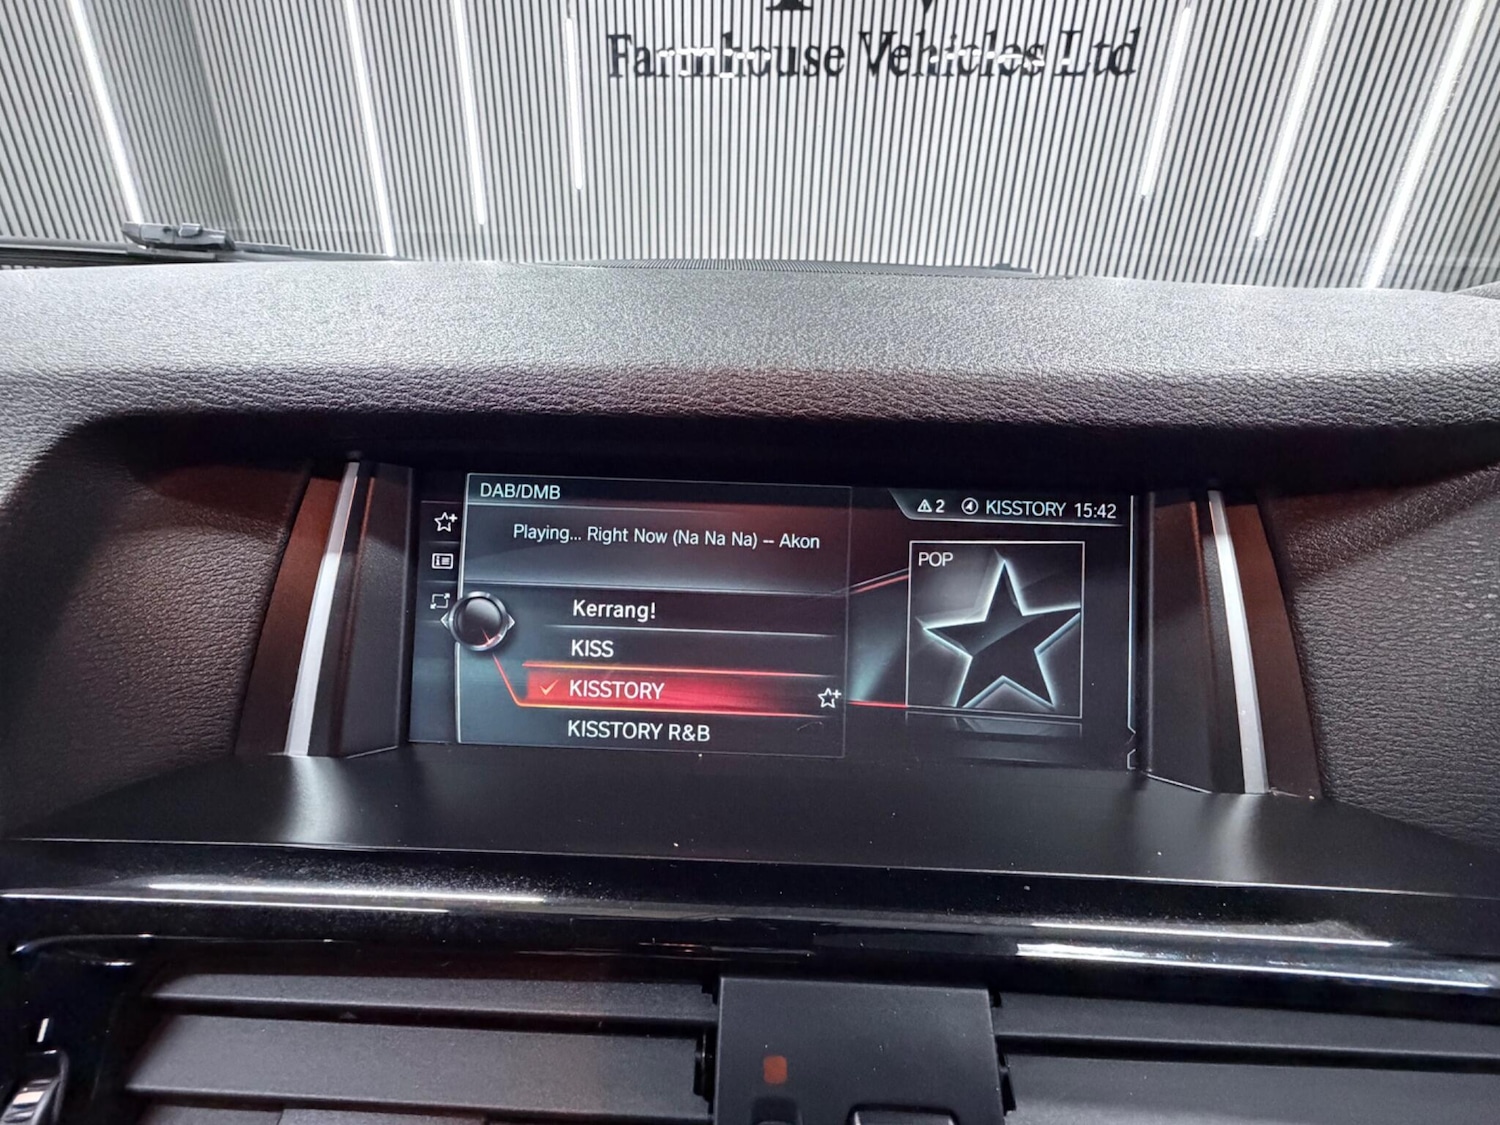 Farmhouse Vehicles Ltd
DAB/DMB
2 KISSTORY 15:42
Playing... Right Now (Na Na Na) -- Akon
POP
Kerrang!
KISS
KISSTORY
KISSTORY R&B